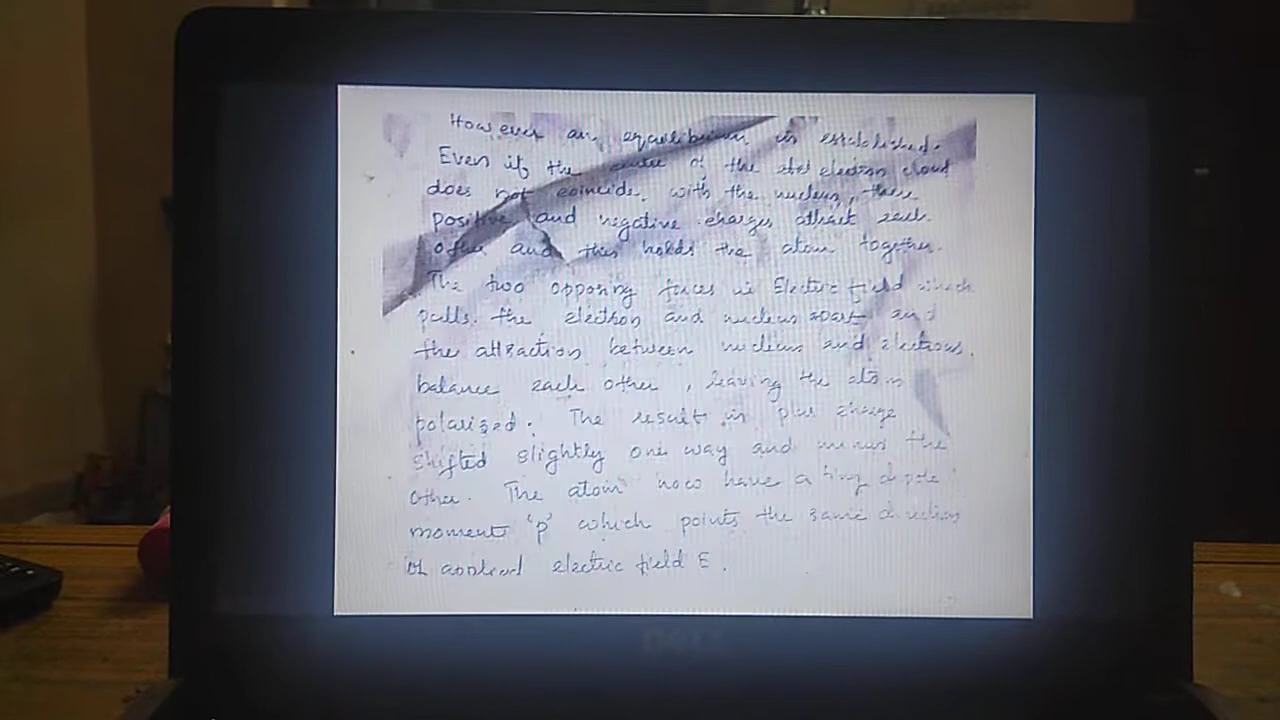 However an equilibrium is established.
Even if the centre of the electron cloud
does not coincide with the nucleus, these
positive and negative charges attract each
other and this holds the atom together.
The two opposing forces ie Electric field which
pulls the electron and nucleus apart and
the attraction between nucleus and electrons,
balance each other, leaving the atom
polarized. The result is plus charge
shifted slightly one way and minus the
other. The atom now have a tiny dipole
moment 'p' which points the same direction
of applied electric field E.
DELL